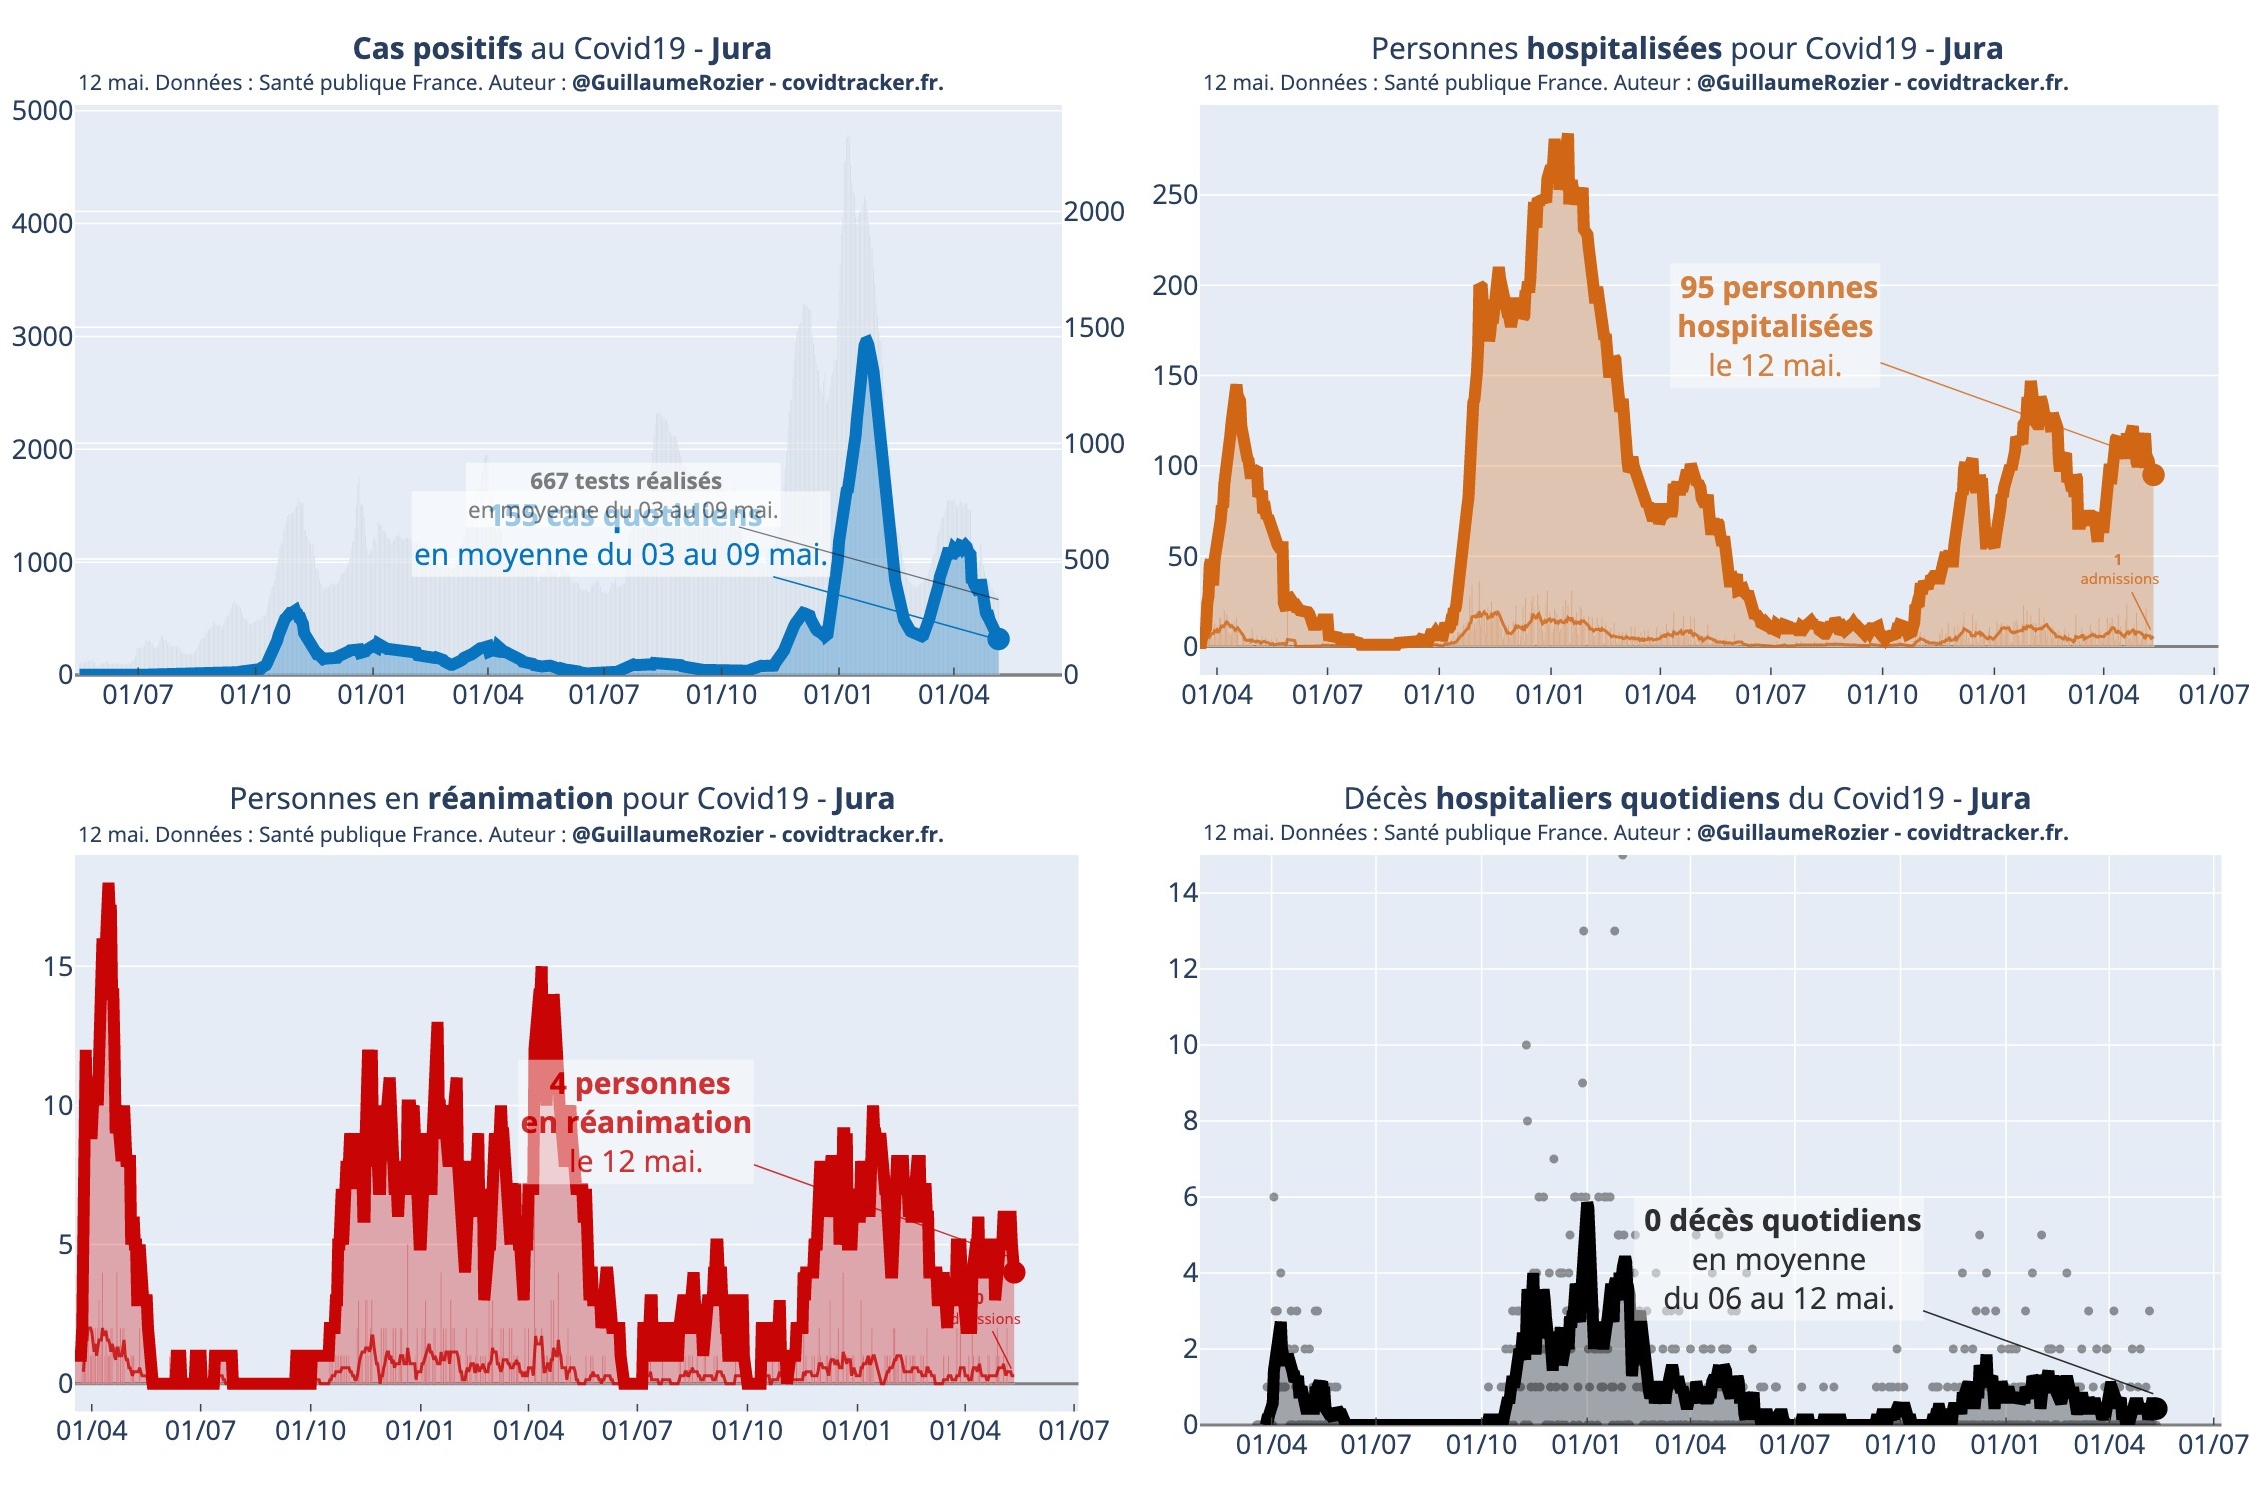 Cas positifs au Covid19 - Jura
12 mai. Données : Santé publique France. Auteur : @GuillaumeRozier - covidtracker.fr.
5000
4000
3000
2000
1000
0
2000
1500
1000
500
0
667 tests réalisés
en moyenne du 03 au 09 mai.
cas quotidiens
en moyenne du 03 au 09 mai.
01/07 01/10 01/01 01/04 01/07 01/10 01/01 01/04
Personnes hospitalisées pour Covid19 - Jura
12 mai. Données : Santé publique France. Auteur : @GuillaumeRozier - covidtracker.fr.
250
200
150
100
50
0
95 personnes
hospitalisées
le 12 mai.
1
admissions
01/04 01/07 01/10 01/01 01/04 01/07 01/10 01/01 01/04 01/07
Personnes en réanimation pour Covid19 - Jura
12 mai. Données : Santé publique France. Auteur : @GuillaumeRozier - covidtracker.fr.
15
10
5
0
4 personnes
en réanimation
le 12 mai.
0
admissions
01/04 01/07 01/10 01/01 01/04 01/07 01/10 01/01 01/04 01/07
Décès hospitaliers quotidiens du Covid19 - Jura
12 mai. Données : Santé publique France. Auteur : @GuillaumeRozier - covidtracker.fr.
14
12
10
8
6
4
2
0
0 décès quotidiens
en moyenne
du 06 au 12 mai.
01/04 01/07 01/10 01/01 01/04 01/07 01/10 01/01 01/04 01/07